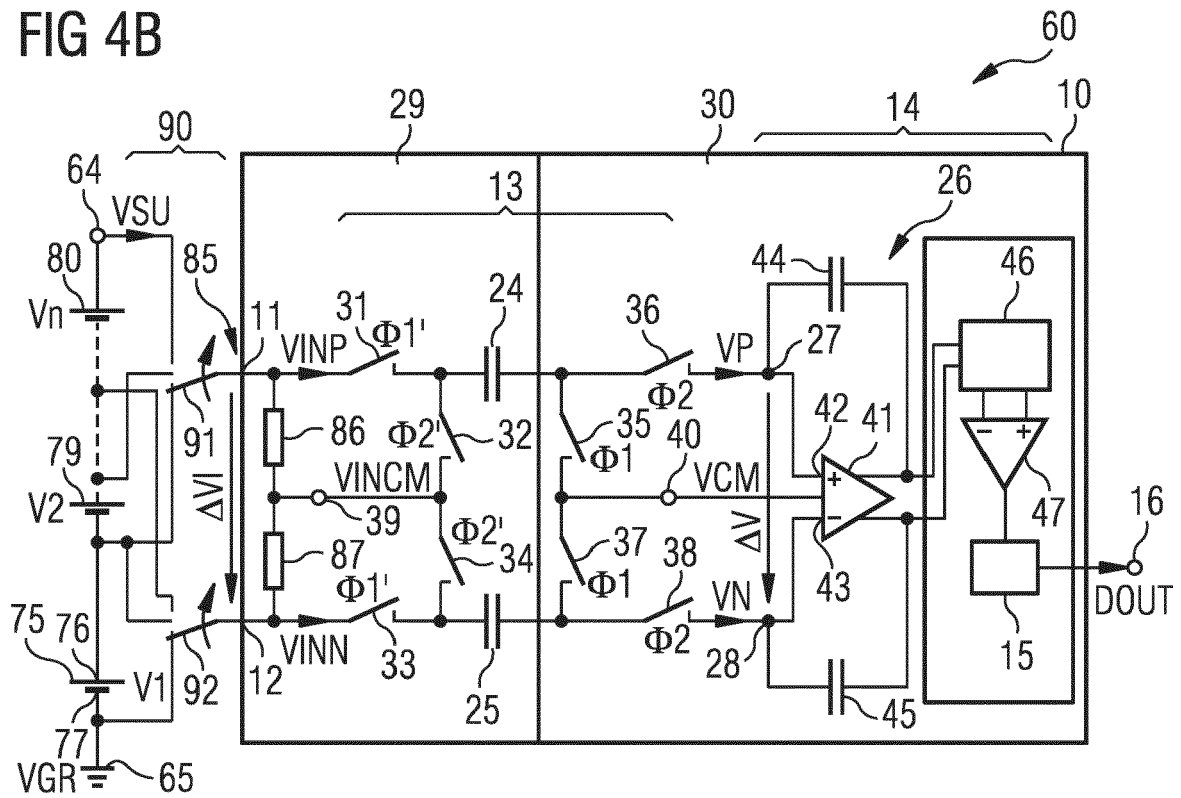 FIG 4B
60
29
30
14
10
90
64
VSU
13
26
80
85
11
31
Φ1'
24
36
44
46
Vn
VINP
VP
27
Φ2
91
86
Φ2'
32
35
40
42
41
− +
79
ΔVI
VINCM
Φ1
VCM
+
47
16
V2
39
Φ2'
37
ΔV
−
87
34
Φ1
38
43
DOUT
Φ1'
VN
75
76
VINN
Φ2
28
15
V1
92
12
33
25
45
77
VGR
65